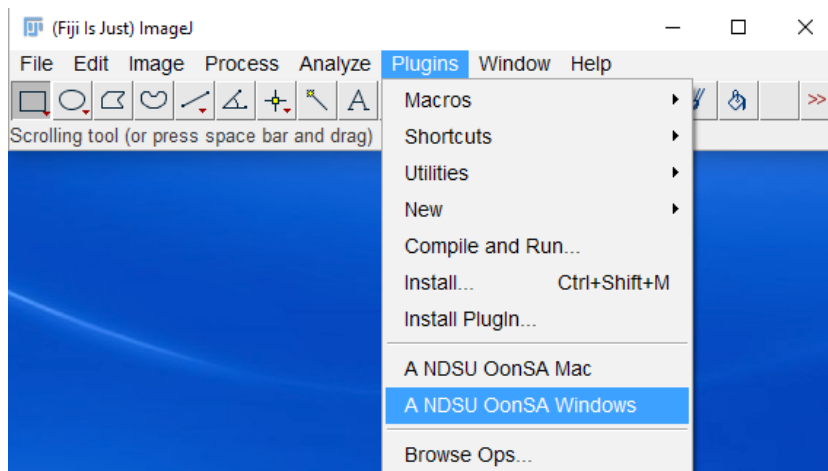 (Fiji Is Just) ImageJ
File Edit Image Process Analyze Plugins Window Help
A >>
Scrolling tool (or press space bar and drag)
Macros
Shortcuts
Utilities
New
Compile and Run...
Install... Ctrl+Shift+M
Install PlugIn...
A NDSU OonSA Mac
A NDSU OonSA Windows
Browse Ops...